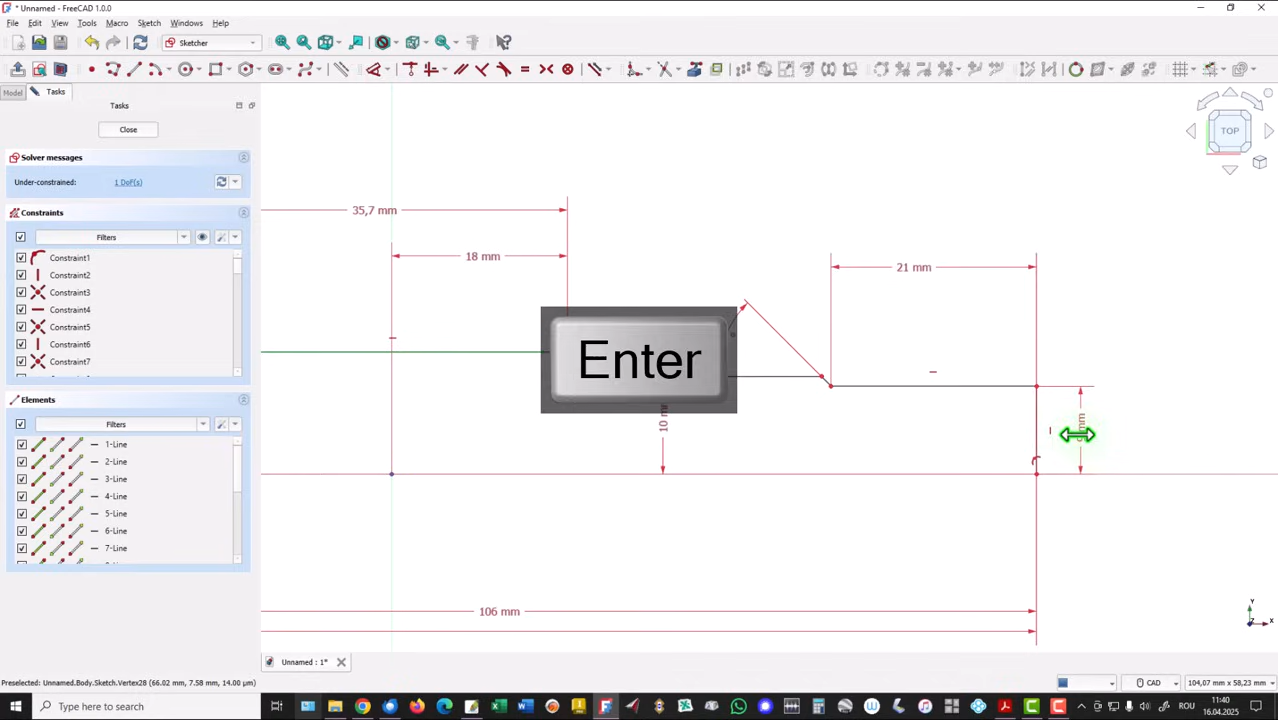 * Unnamed - FreeCAD 1.0.0
File Edit View Tools Macro Sketch Windows Help
Sketcher
Model Tasks
Tasks
Close
Solver messages
Under-constrained: 1 DoF(s)
Constraints
Filters
Constraint1
Constraint2
Constraint3
Constraint4
Constraint5
Constraint6
Constraint7
Elements
Filters
1-Line
2-Line
3-Line
4-Line
5-Line
6-Line
7-Line
TOP
35,7 mm
18 mm
21 mm
Enter
10 mm
mm
106 mm
Y
Z X
Unnamed : 1*
Preselected: Unnamed.Body.Sketch.Vertex28 (66.02 mm, 7.58 mm, 14.00 µm)
CAD
104,07 mm x 58,23 mm
Type here to search
ROU
11:40
16.04.2025